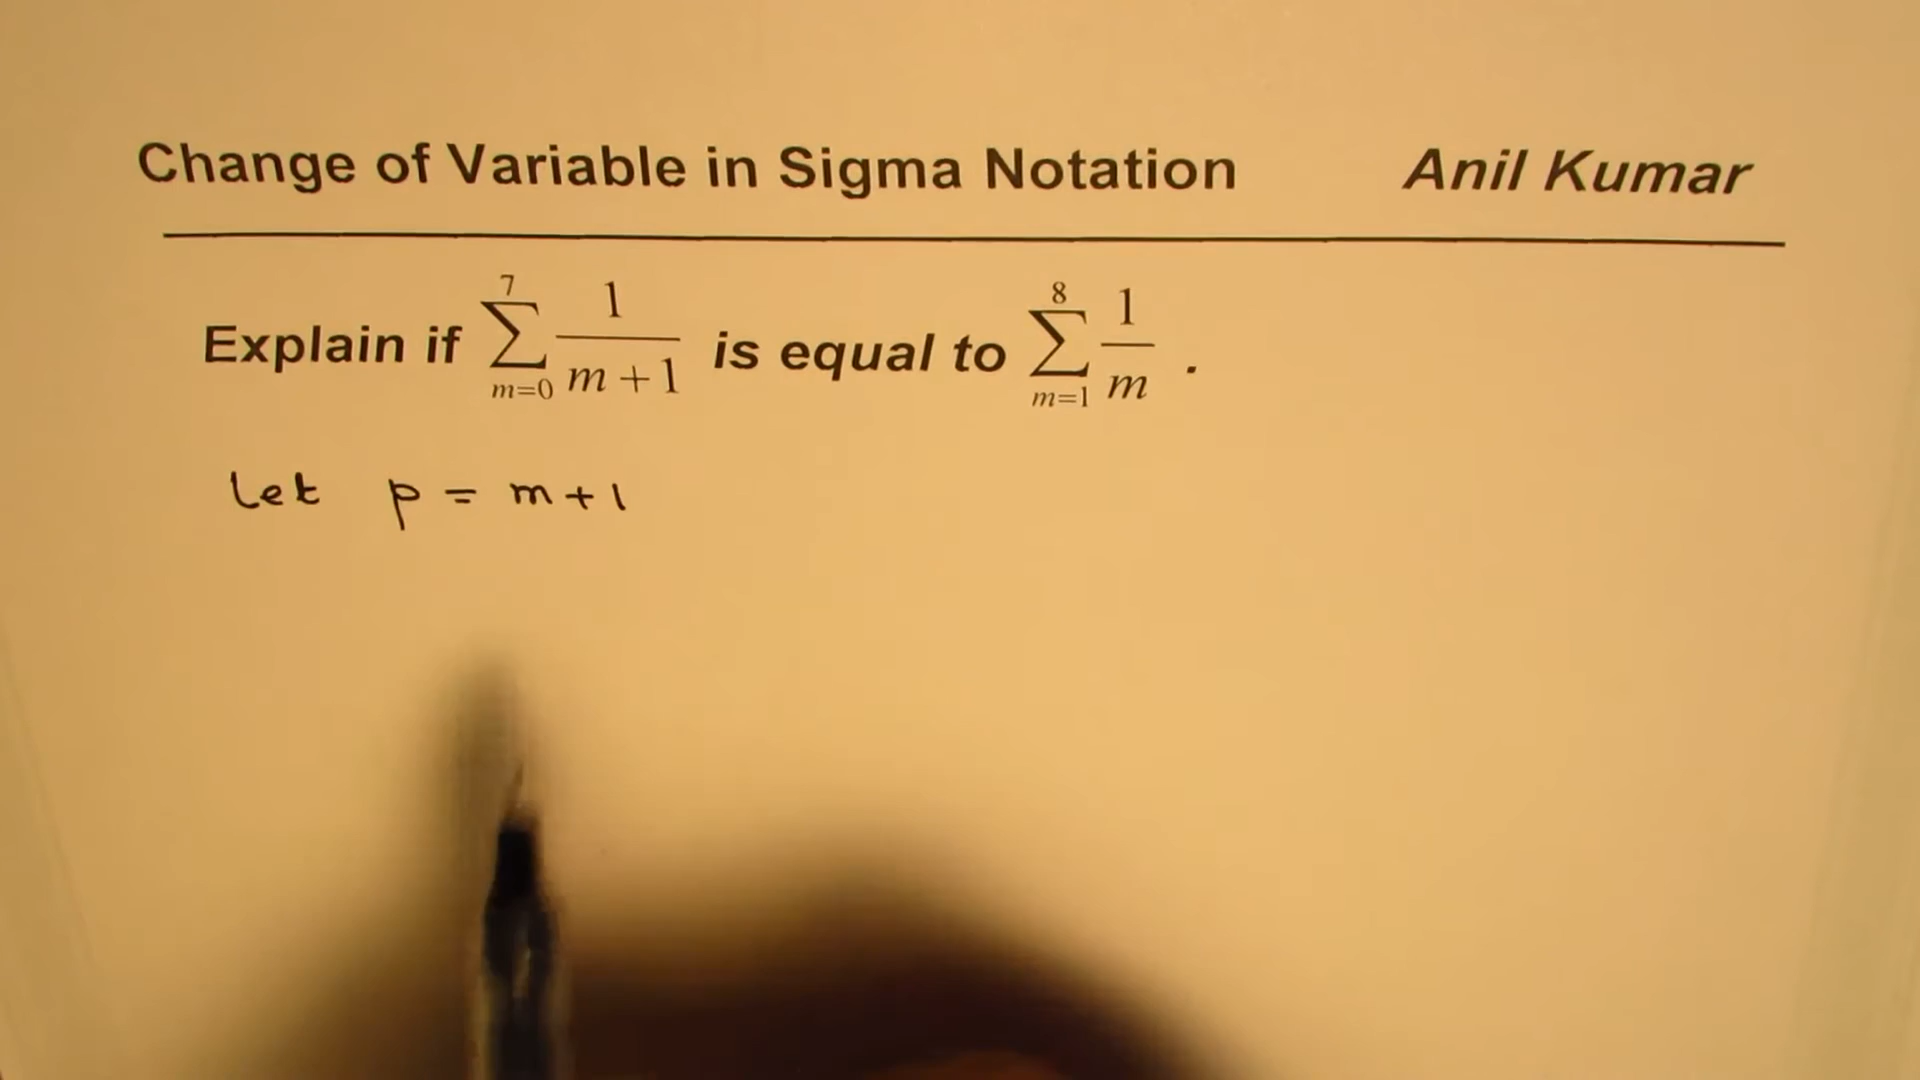 Change of Variable in Sigma Notation Anil Kumar
Explain if \sum_{m=0}^{7} \frac{1}{m+1} is equal to \sum_{m=1}^{8} \frac{1}{m} .
Let p = m + 1